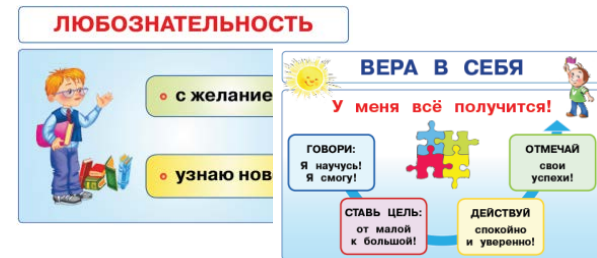 ЛЮБОЗНАТЕЛЬНОСТЬ
с желание
узнаю нов
ВЕРА В СЕБЯ
У меня всё получится!
ГОВОРИ:
Я научусь!
Я смогу!
СТАВЬ ЦЕЛЬ:
от малой
к большой!
ДЕЙСТВУЙ
спокойно
и уверенно!
ОТМЕЧАЙ
свои
успехи!